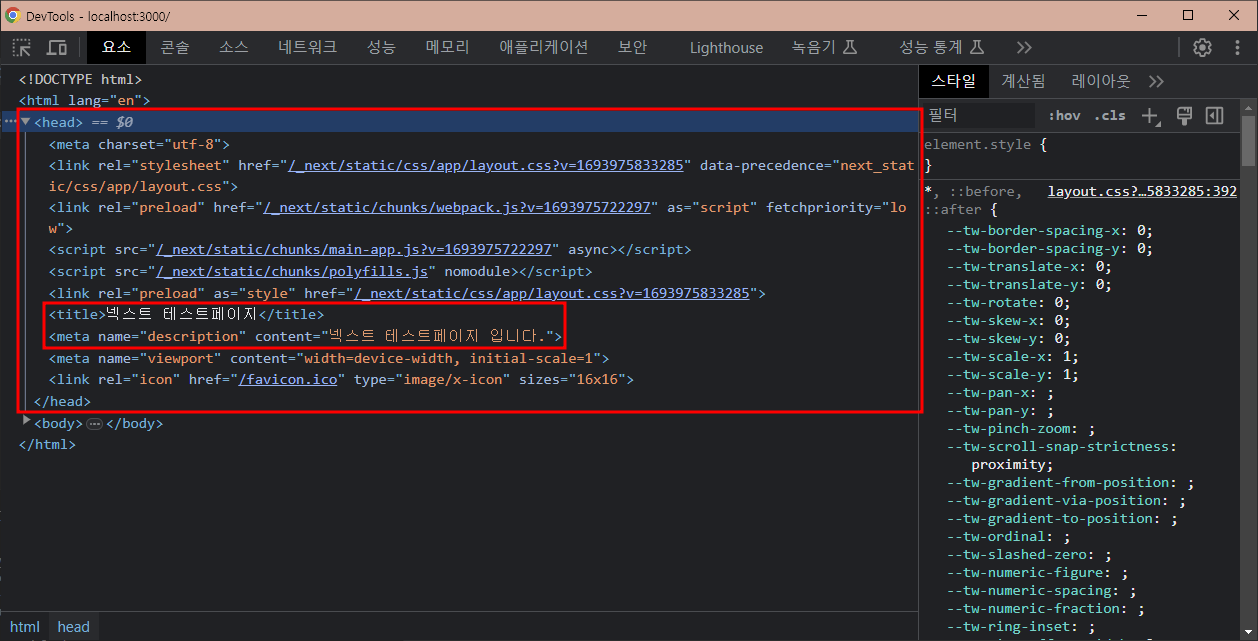 DevTools - localhost:3000/
요소 콘솔 소스 네트워크 성능 메모리 애플리케이션 보안 Lighthouse 녹음기 성능 통계
<!DOCTYPE html>
<html lang="en">
<head> == $0
<meta charset="utf-8">
<link rel="stylesheet" href="/_next/static/css/app/layout.css?v=1693975833285" data-precedence="next_stat
ic/css/app/layout.css">
<link rel="preload" href="/_next/static/chunks/webpack.js?v=1693975722297" as="script" fetchpriority="lo
w">
<script src="/_next/static/chunks/main-app.js?v=1693975722297" async></script>
<script src="/_next/static/chunks/polyfills.js" nomodule></script>
<link rel="preload" as="style" href="/_next/static/css/app/layout.css?v=1693975833285">
<title>넥스트 테스트페이지</title>
<meta name="description" content="넥스트 테스트페이지 입니다.">
<meta name="viewport" content="width=device-width, initial-scale=1">
<link rel="icon" href="/favicon.ico" type="image/x-icon" sizes="16x16">
</head>
<body> … </body>
</html>
html head
스타일 계산됨 레이아웃
필터 :hov .cls
element.style {
}
*, ::before, layout.css?…5833285:392
::after {
--tw-border-spacing-x: 0;
--tw-border-spacing-y: 0;
--tw-translate-x: 0;
--tw-translate-y: 0;
--tw-rotate: 0;
--tw-skew-x: 0;
--tw-skew-y: 0;
--tw-scale-x: 1;
--tw-scale-y: 1;
--tw-pan-x: ;
--tw-pan-y: ;
--tw-pinch-zoom: ;
--tw-scroll-snap-strictness:
proximity;
--tw-gradient-from-position: ;
--tw-gradient-via-position: ;
--tw-gradient-to-position: ;
--tw-ordinal: ;
--tw-slashed-zero: ;
--tw-numeric-figure: ;
--tw-numeric-spacing: ;
--tw-numeric-fraction: ;
--tw-ring-inset: ;